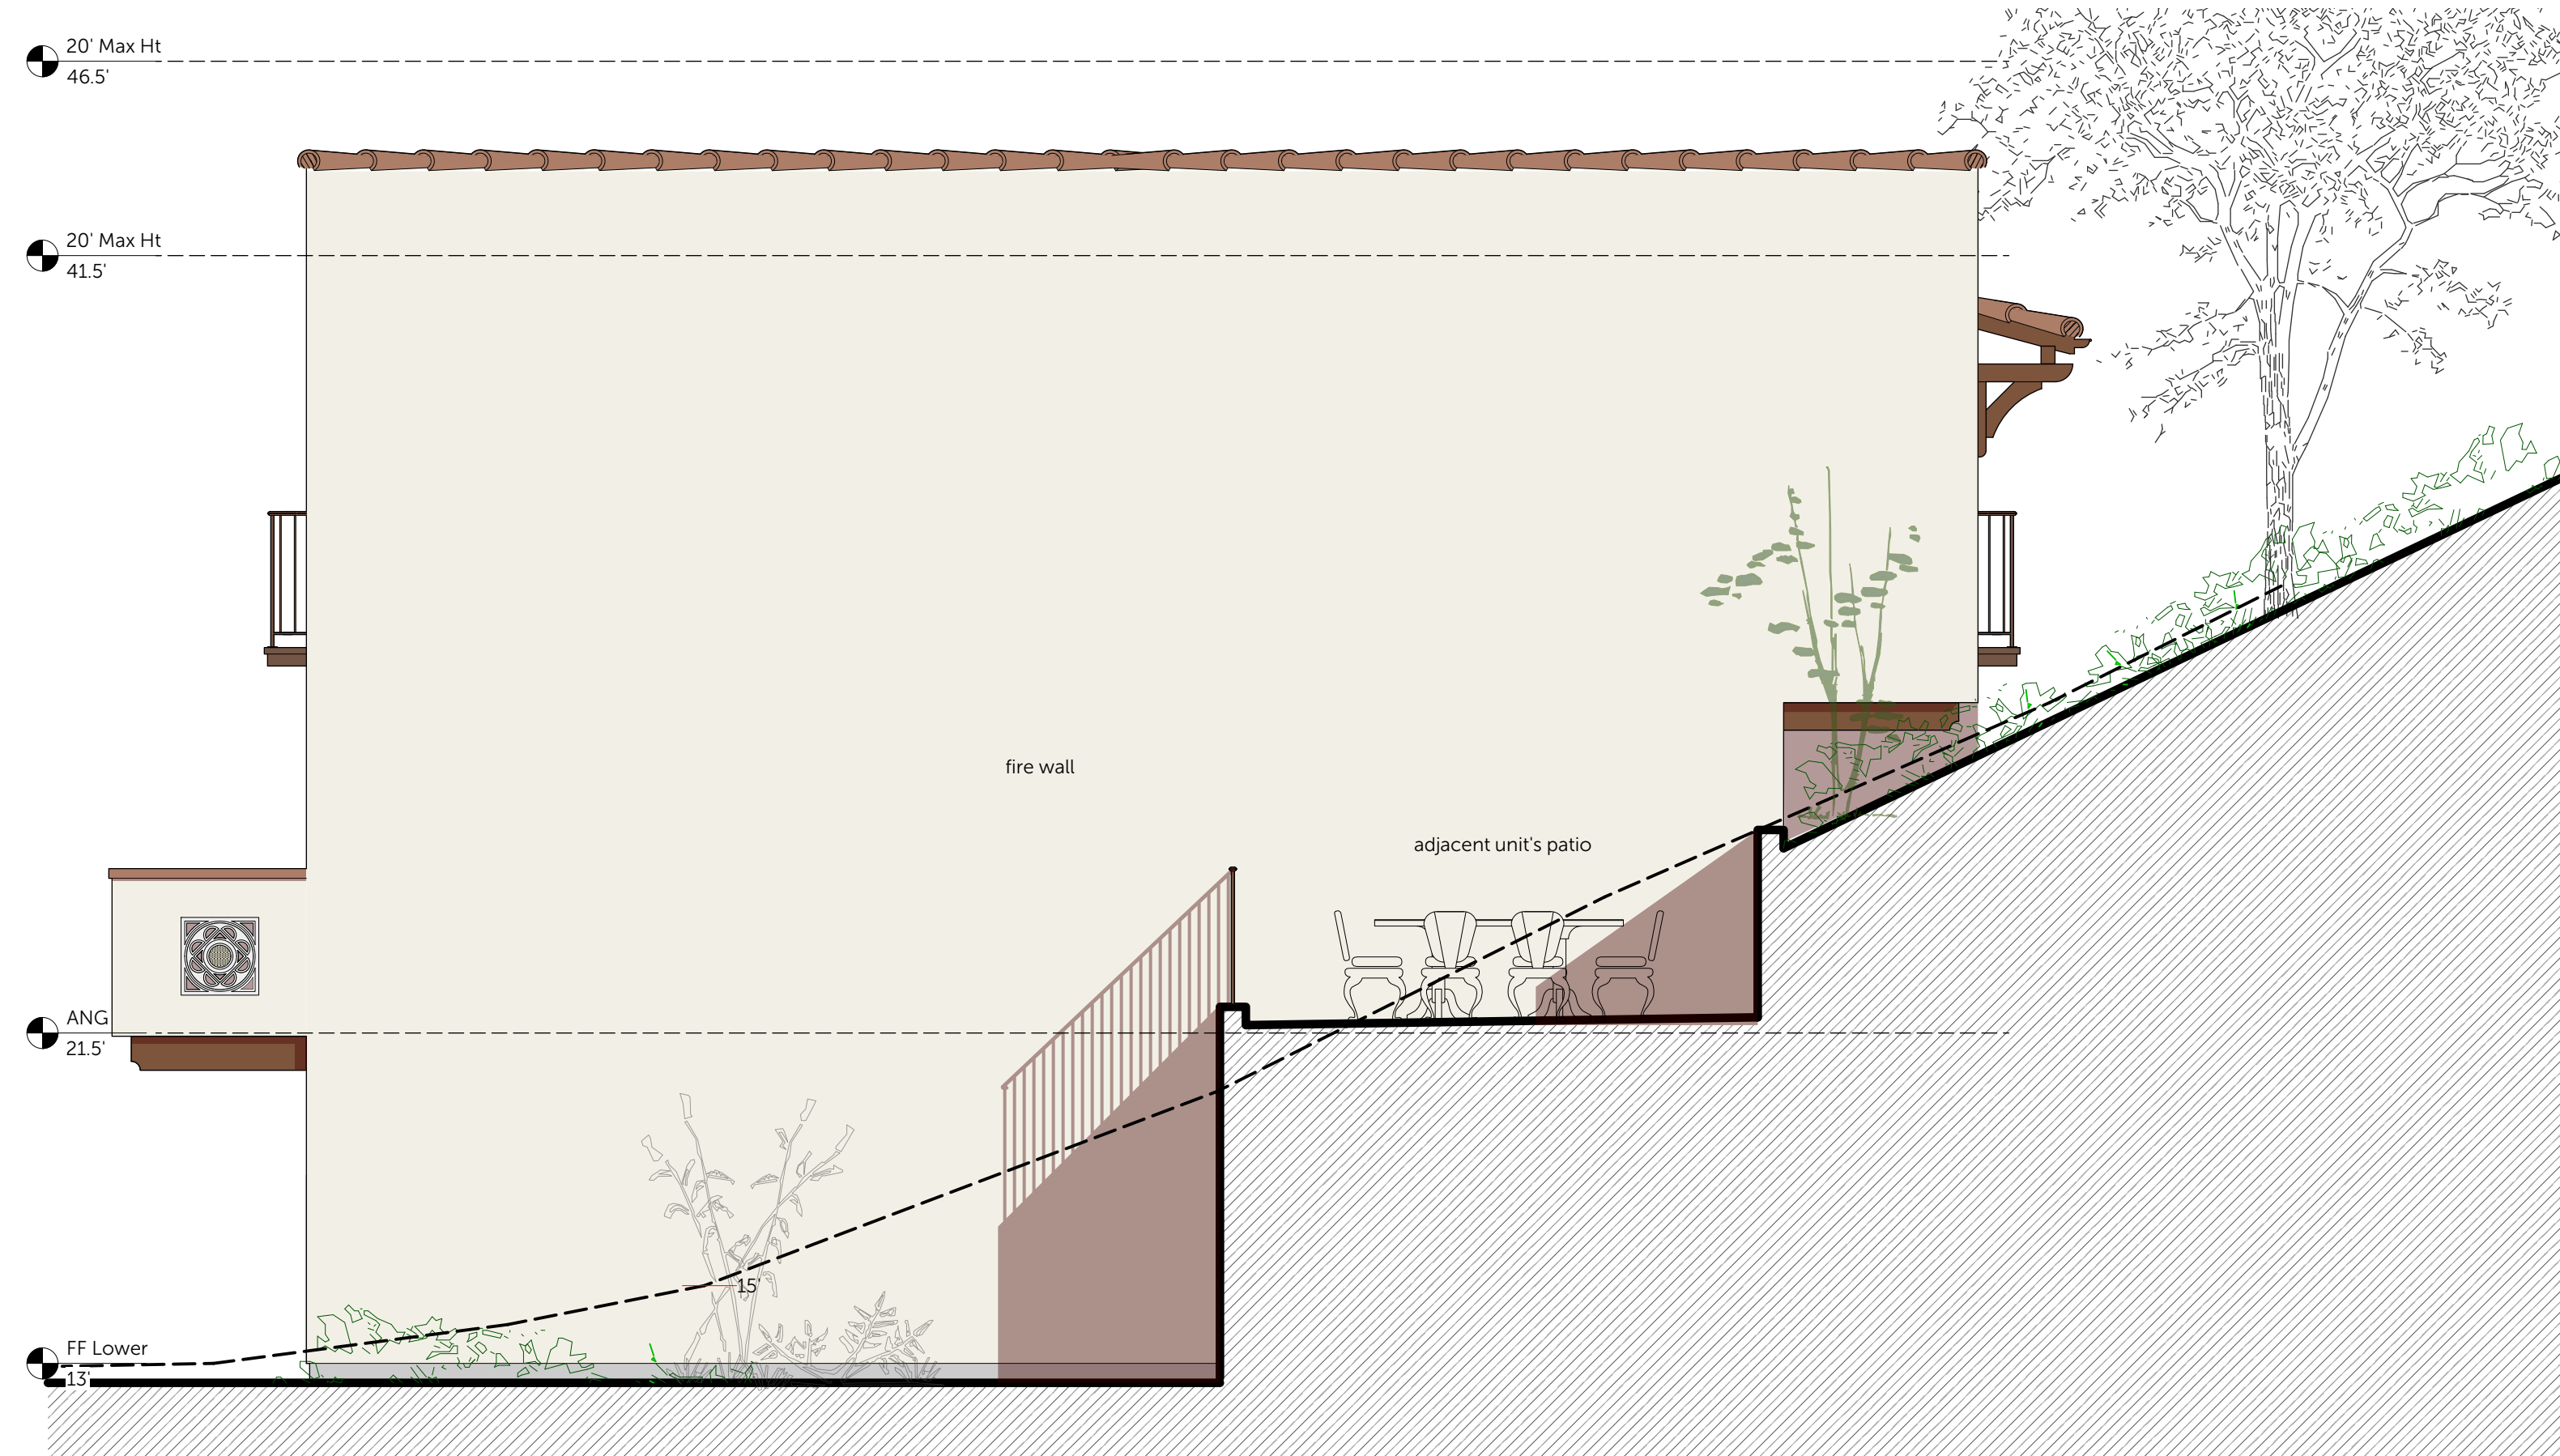 20' Max Ht
46.5'
20' Max Ht
41.5'
fire wall
adjacent unit's patio
ANG
21.5'
15'
FF Lower
13'